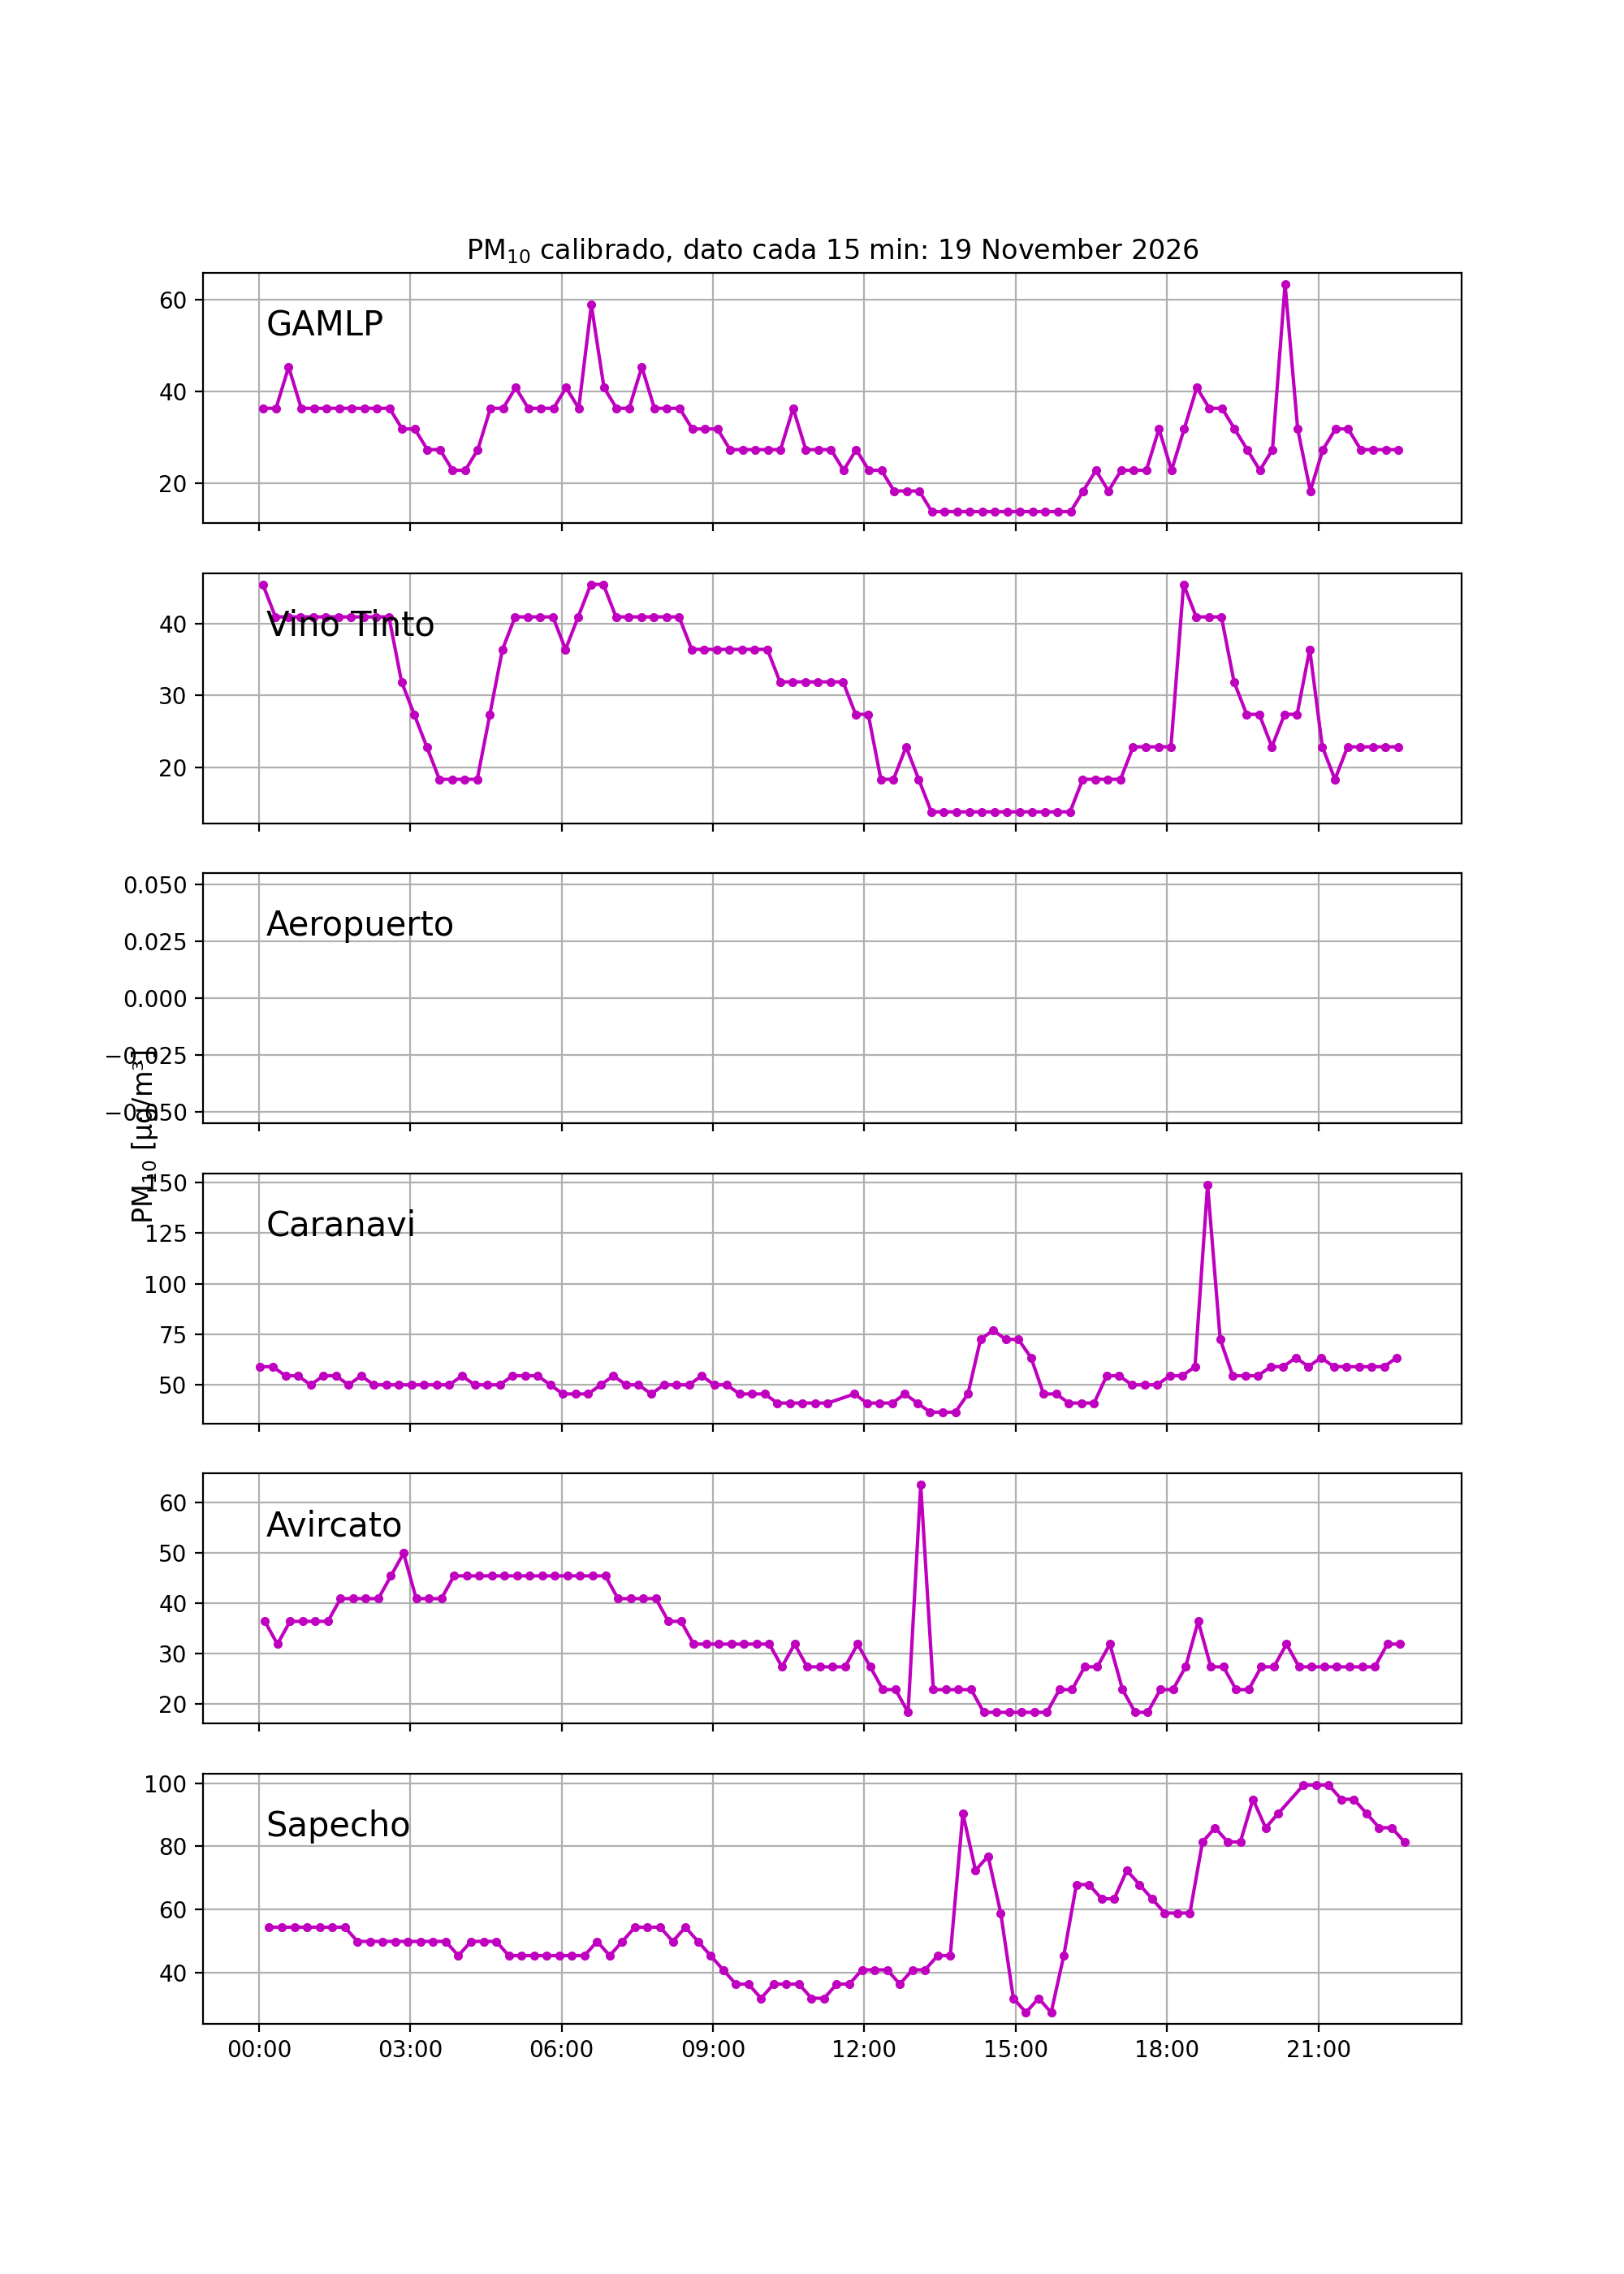 PM₁₀ calibrado, dato cada 15 min: 19 November 2026
60
GAMLP
40
20
40
Vino Tinto
30
20
0.050
Aeropuerto
0.025
0.000
−0.025
−0.050
PM₁₀ [µg/m³]
150
Caranavi
125
100
75
50
60
Avircato
50
40
30
20
100
Sapecho
80
60
40
00:00 03:00 06:00 09:00 12:00 15:00 18:00 21:00